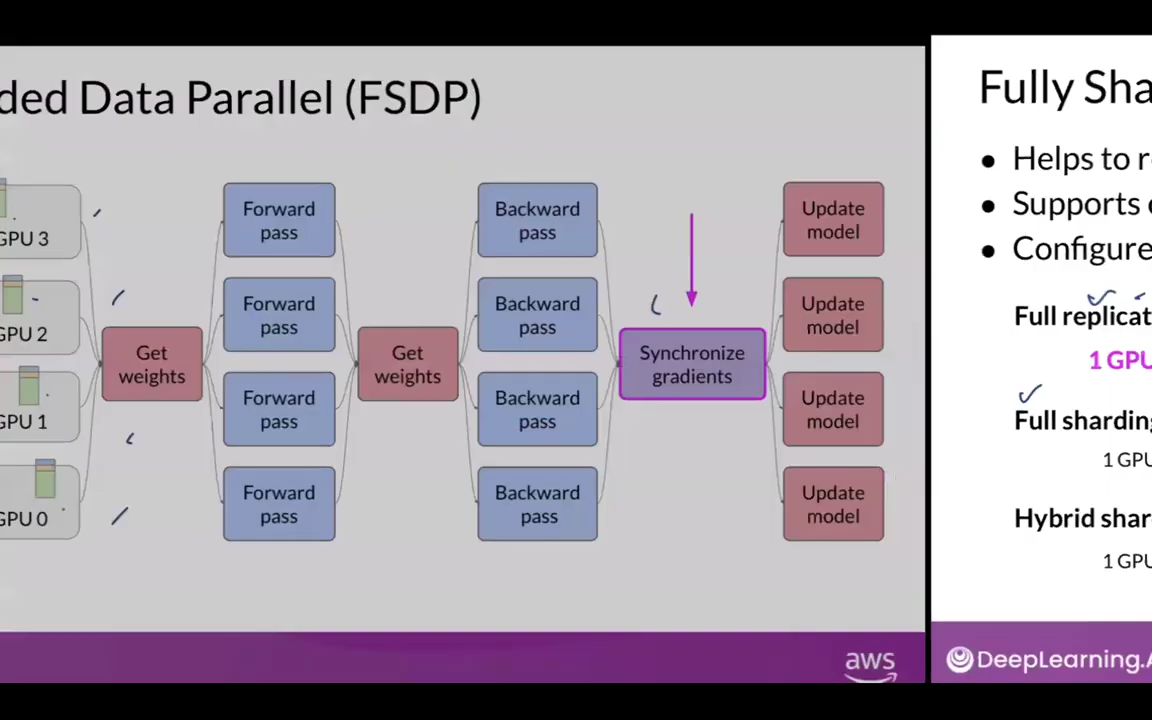 ded Data Parallel (FSDP)
GPU 3
GPU 2
GPU 1
GPU 0
Get
weights
Forward
pass
Forward
pass
Forward
pass
Forward
pass
Get
weights
Backward
pass
Backward
pass
Backward
pass
Backward
pass
Synchronize
gradients
Update
model
Update
model
Update
model
Update
model
aws
Fully Sha
● Helps to r
● Supports
● Configure
Full replicat
1 GPU
Full sharding
1 GPU
Hybrid shar
1 GPU
DeepLearning.A